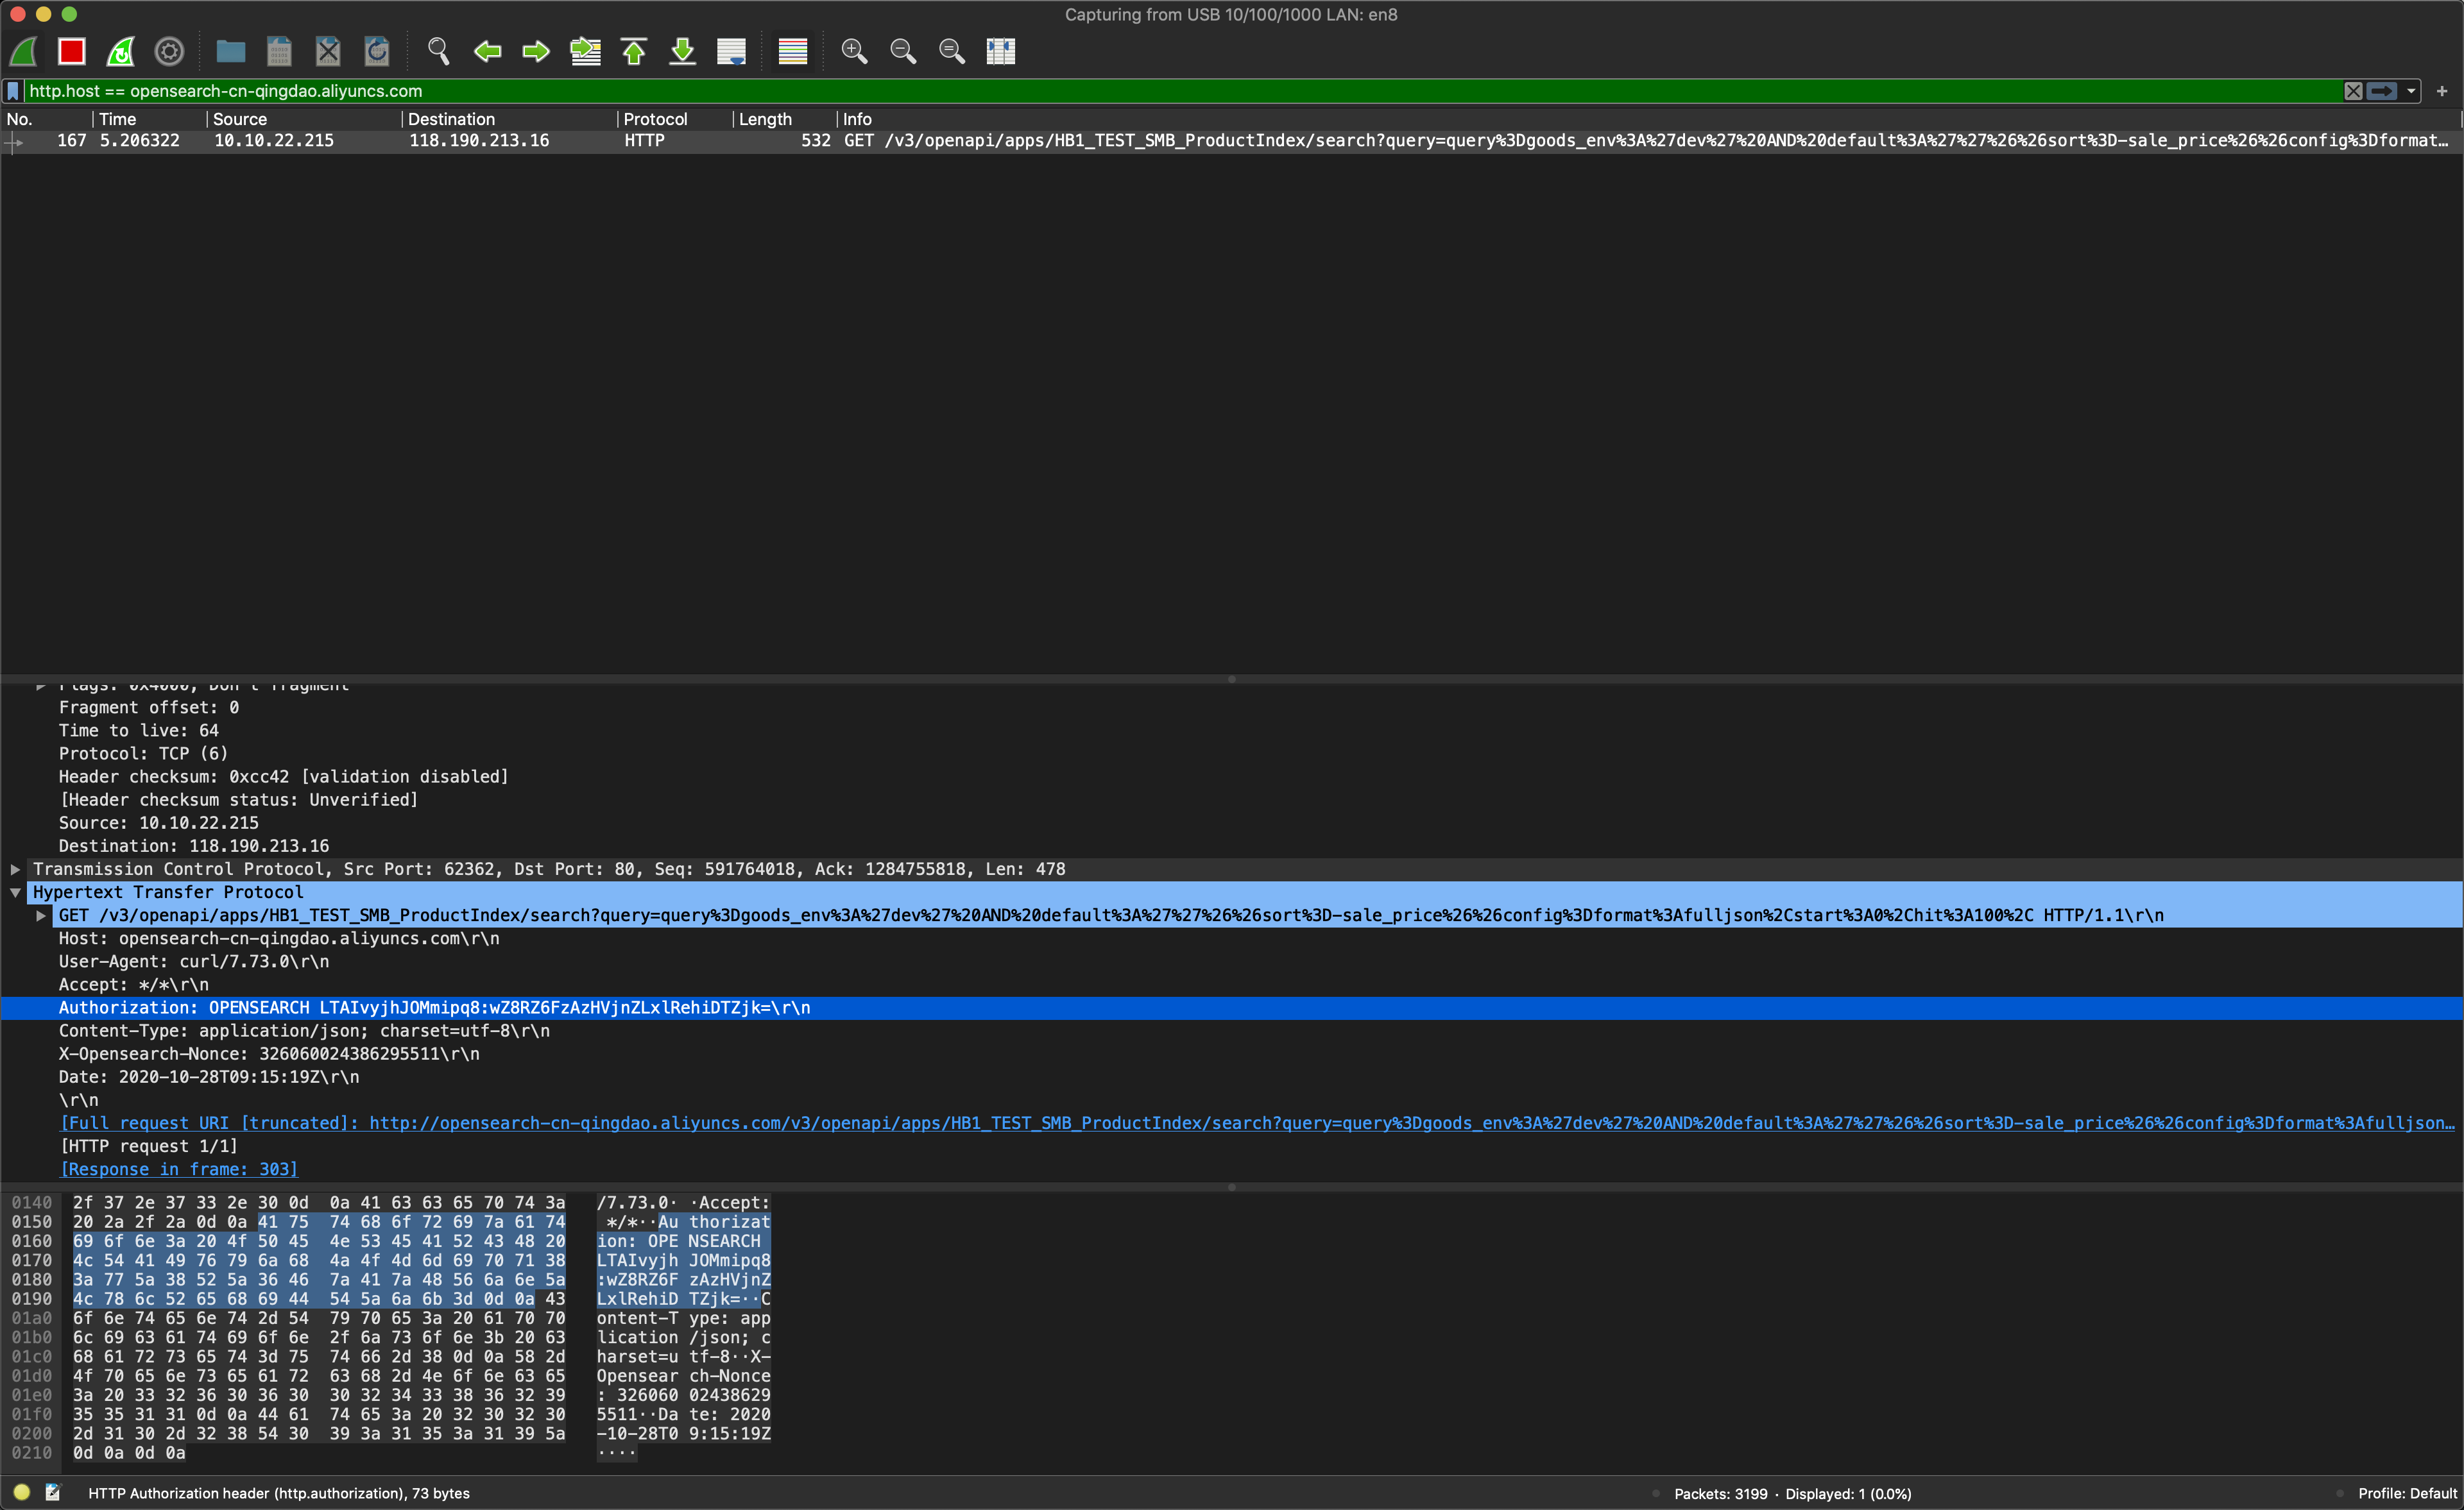 Capturing from USB 10/100/1000 LAN: en8
http.host == opensearch-cn-qingdao.aliyuncs.com
No. Time Source Destination Protocol Length Info
167 5.206322 10.10.22.215 118.190.213.16 HTTP 532 GET /v3/openapi/apps/HB1_TEST_SMB_ProductIndex/search?query=query%3Dgoods_env%3A%27dev%27%20AND%20default%3A%27%27%26%26sort%3D-sale_price%26%26config%3Dformat…
Flags: 0x4000, Don't fragment
Fragment offset: 0
Time to live: 64
Protocol: TCP (6)
Header checksum: 0xcc42 [validation disabled]
[Header checksum status: Unverified]
Source: 10.10.22.215
Destination: 118.190.213.16
Transmission Control Protocol, Src Port: 62362, Dst Port: 80, Seq: 591764018, Ack: 1284755818, Len: 478
Hypertext Transfer Protocol
GET /v3/openapi/apps/HB1_TEST_SMB_ProductIndex/search?query=query%3Dgoods_env%3A%27dev%27%20AND%20default%3A%27%27%26%26sort%3D-sale_price%26%26config%3Dformat%3Afulljson%2Cstart%3A0%2Chit%3A100%2C HTTP/1.1\r\n
Host: opensearch-cn-qingdao.aliyuncs.com\r\n
User-Agent: curl/7.73.0\r\n
Accept: */*\r\n
Authorization: OPENSEARCH LTAIvyjhJOMmipq8:wZ8RZ6FzAzHVjnZLxlRehiDTZjk=\r\n
Content-Type: application/json; charset=utf-8\r\n
X-Opensearch-Nonce: 326060024386295511\r\n
Date: 2020-10-28T09:15:19Z\r\n
\r\n
[Full request URI [truncated]: http://opensearch-cn-qingdao.aliyuncs.com/v3/openapi/apps/HB1_TEST_SMB_ProductIndex/search?query=query%3Dgoods_env%3A%27dev%27%20AND%20default%3A%27%27%26%26sort%3D-sale_price%26%26config%3Dformat%3Afulljson…
[HTTP request 1/1]
[Response in frame: 303]
0140 2f 37 2e 37 33 2e 30 0d 0a 41 63 63 65 70 74 3a /7.73.0· ·Accept:
0150 20 2a 2f 2a 0d 0a 41 75 74 68 6f 72 69 7a 61 74 */*··Au thorizat
0160 69 6f 6e 3a 20 4f 50 45 4e 53 45 41 52 43 48 20 ion: OPE NSEARCH
0170 4c 54 41 49 76 79 6a 68 4a 4f 4d 6d 69 70 71 38 LTAIvyjh JOMmipq8
0180 3a 77 5a 38 52 5a 36 46 7a 41 7a 48 56 6a 6e 5a :wZ8RZ6F zAzHVjnZ
0190 4c 78 6c 52 65 68 69 44 54 5a 6a 6b 3d 0d 0a 43 LxlRehiD TZjk=··C
01a0 6f 6e 74 65 6e 74 2d 54 79 70 65 3a 20 61 70 70 ontent-T ype: app
01b0 6c 69 63 61 74 69 6f 6e 2f 6a 73 6f 6e 3b 20 63 lication /json; c
01c0 68 61 72 73 65 74 3d 75 74 66 2d 38 0d 0a 58 2d harset=u tf-8··X-
01d0 4f 70 65 6e 73 65 61 72 63 68 2d 4e 6f 6e 63 65 Opensear ch-Nonce
01e0 3a 20 33 32 36 30 36 30 30 32 34 33 38 36 32 39 : 326060 02438629
01f0 35 35 31 31 0d 0a 44 61 74 65 3a 20 32 30 32 30 5511··Da te: 2020
0200 2d 31 30 2d 32 38 54 30 39 3a 31 35 3a 31 39 5a -10-28T0 9:15:19Z
0210 0d 0a 0d 0a ····
HTTP Authorization header (http.authorization), 73 bytes
Packets: 3199 · Displayed: 1 (0.0%)
Profile: Default